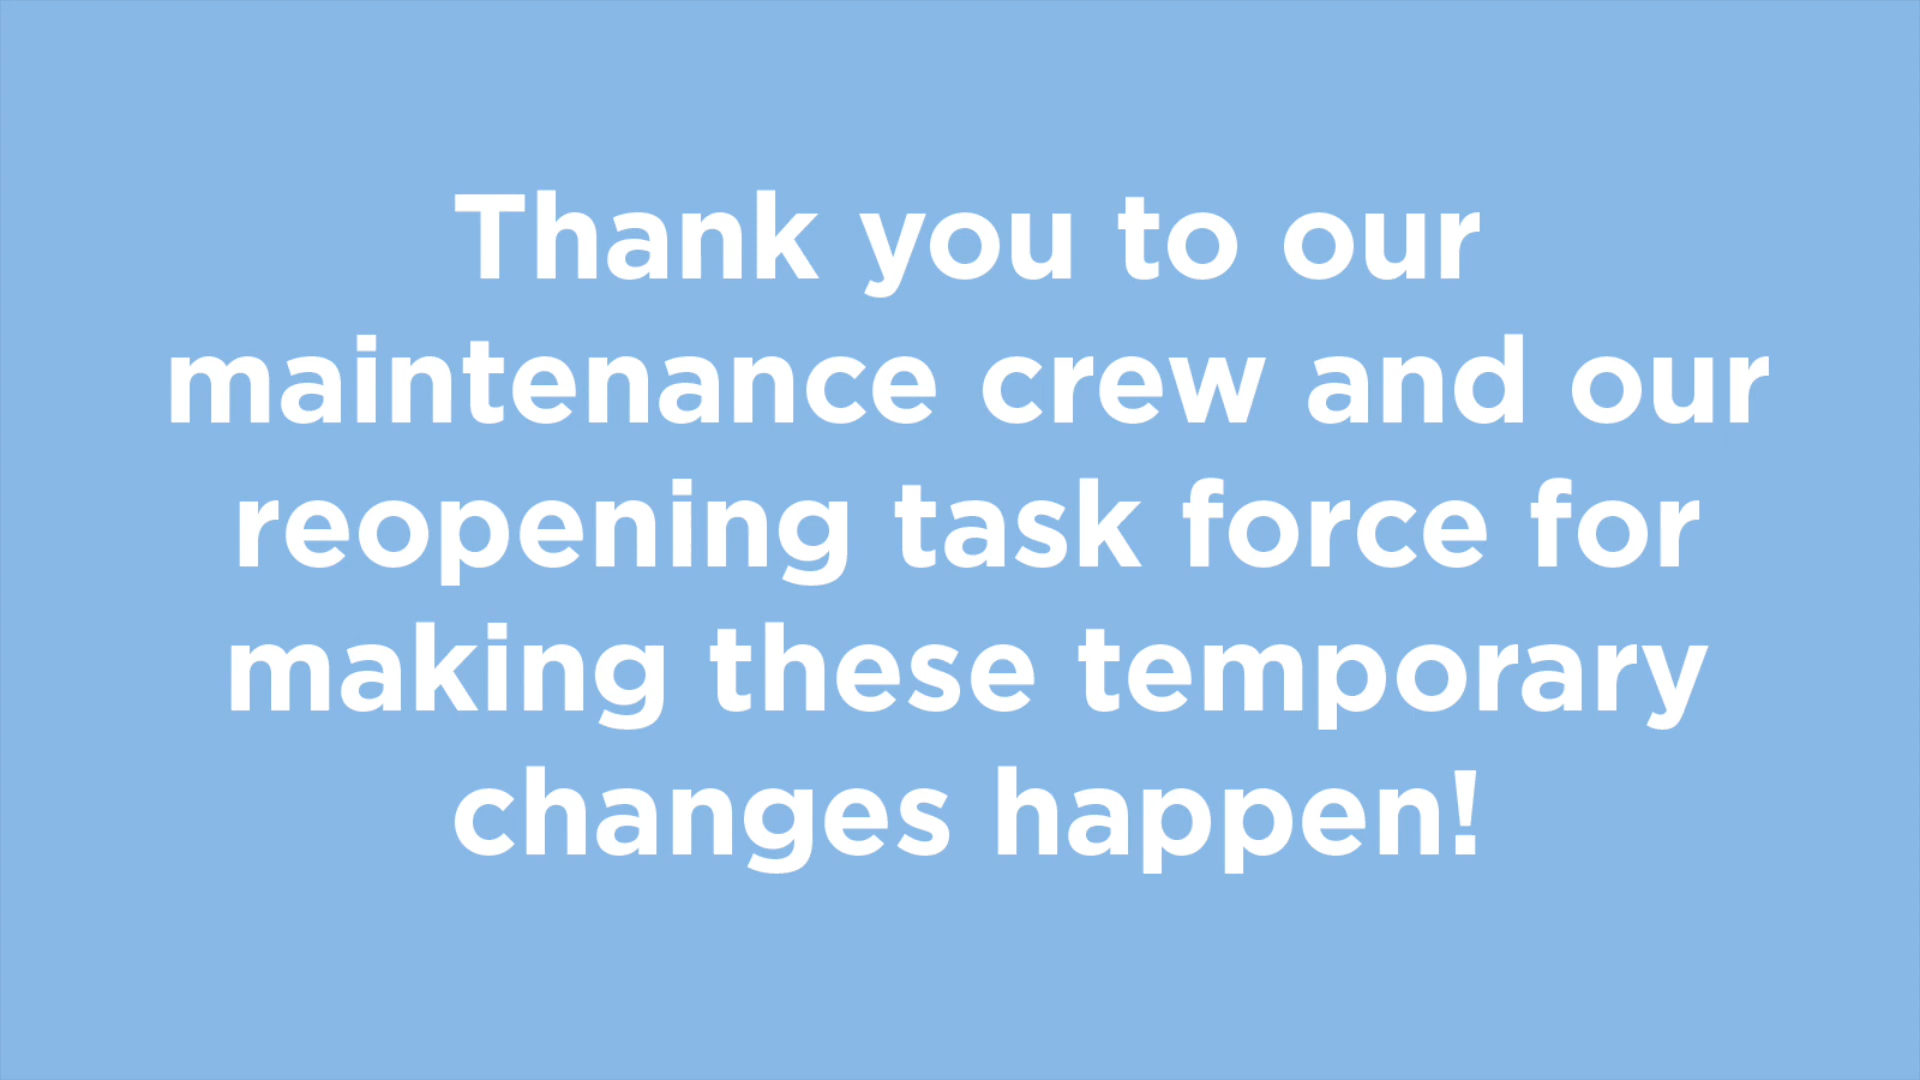 Thank you to our
maintenance crew and our
reopening task force for
making these temporary
changes happen!